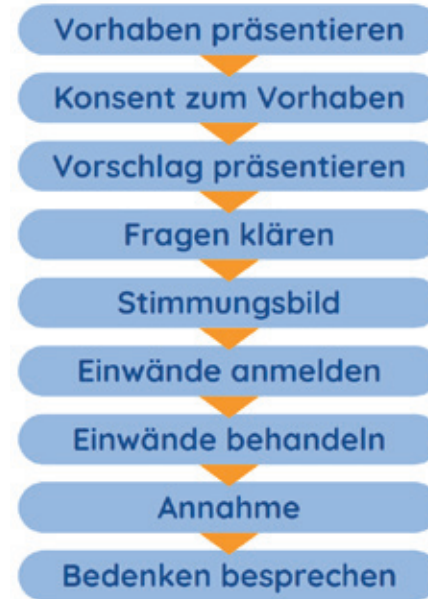 Vorhaben präsentieren
Konsent zum Vorhaben
Vorschlag präsentieren
Fragen klären
Stimmungsbild
Einwände anmelden
Einwände behandeln
Annahme
Bedenken besprechen